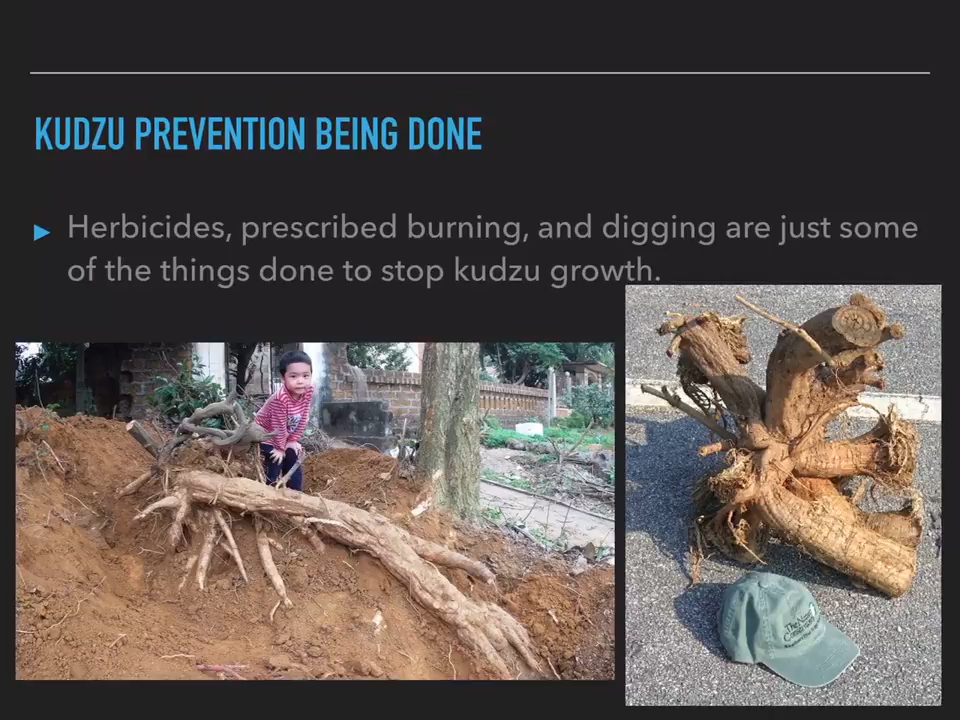 KUDZU PREVENTION BEING DONE
Herbicides, prescribed burning, and digging are just some
of the things done to stop kudzu growth.